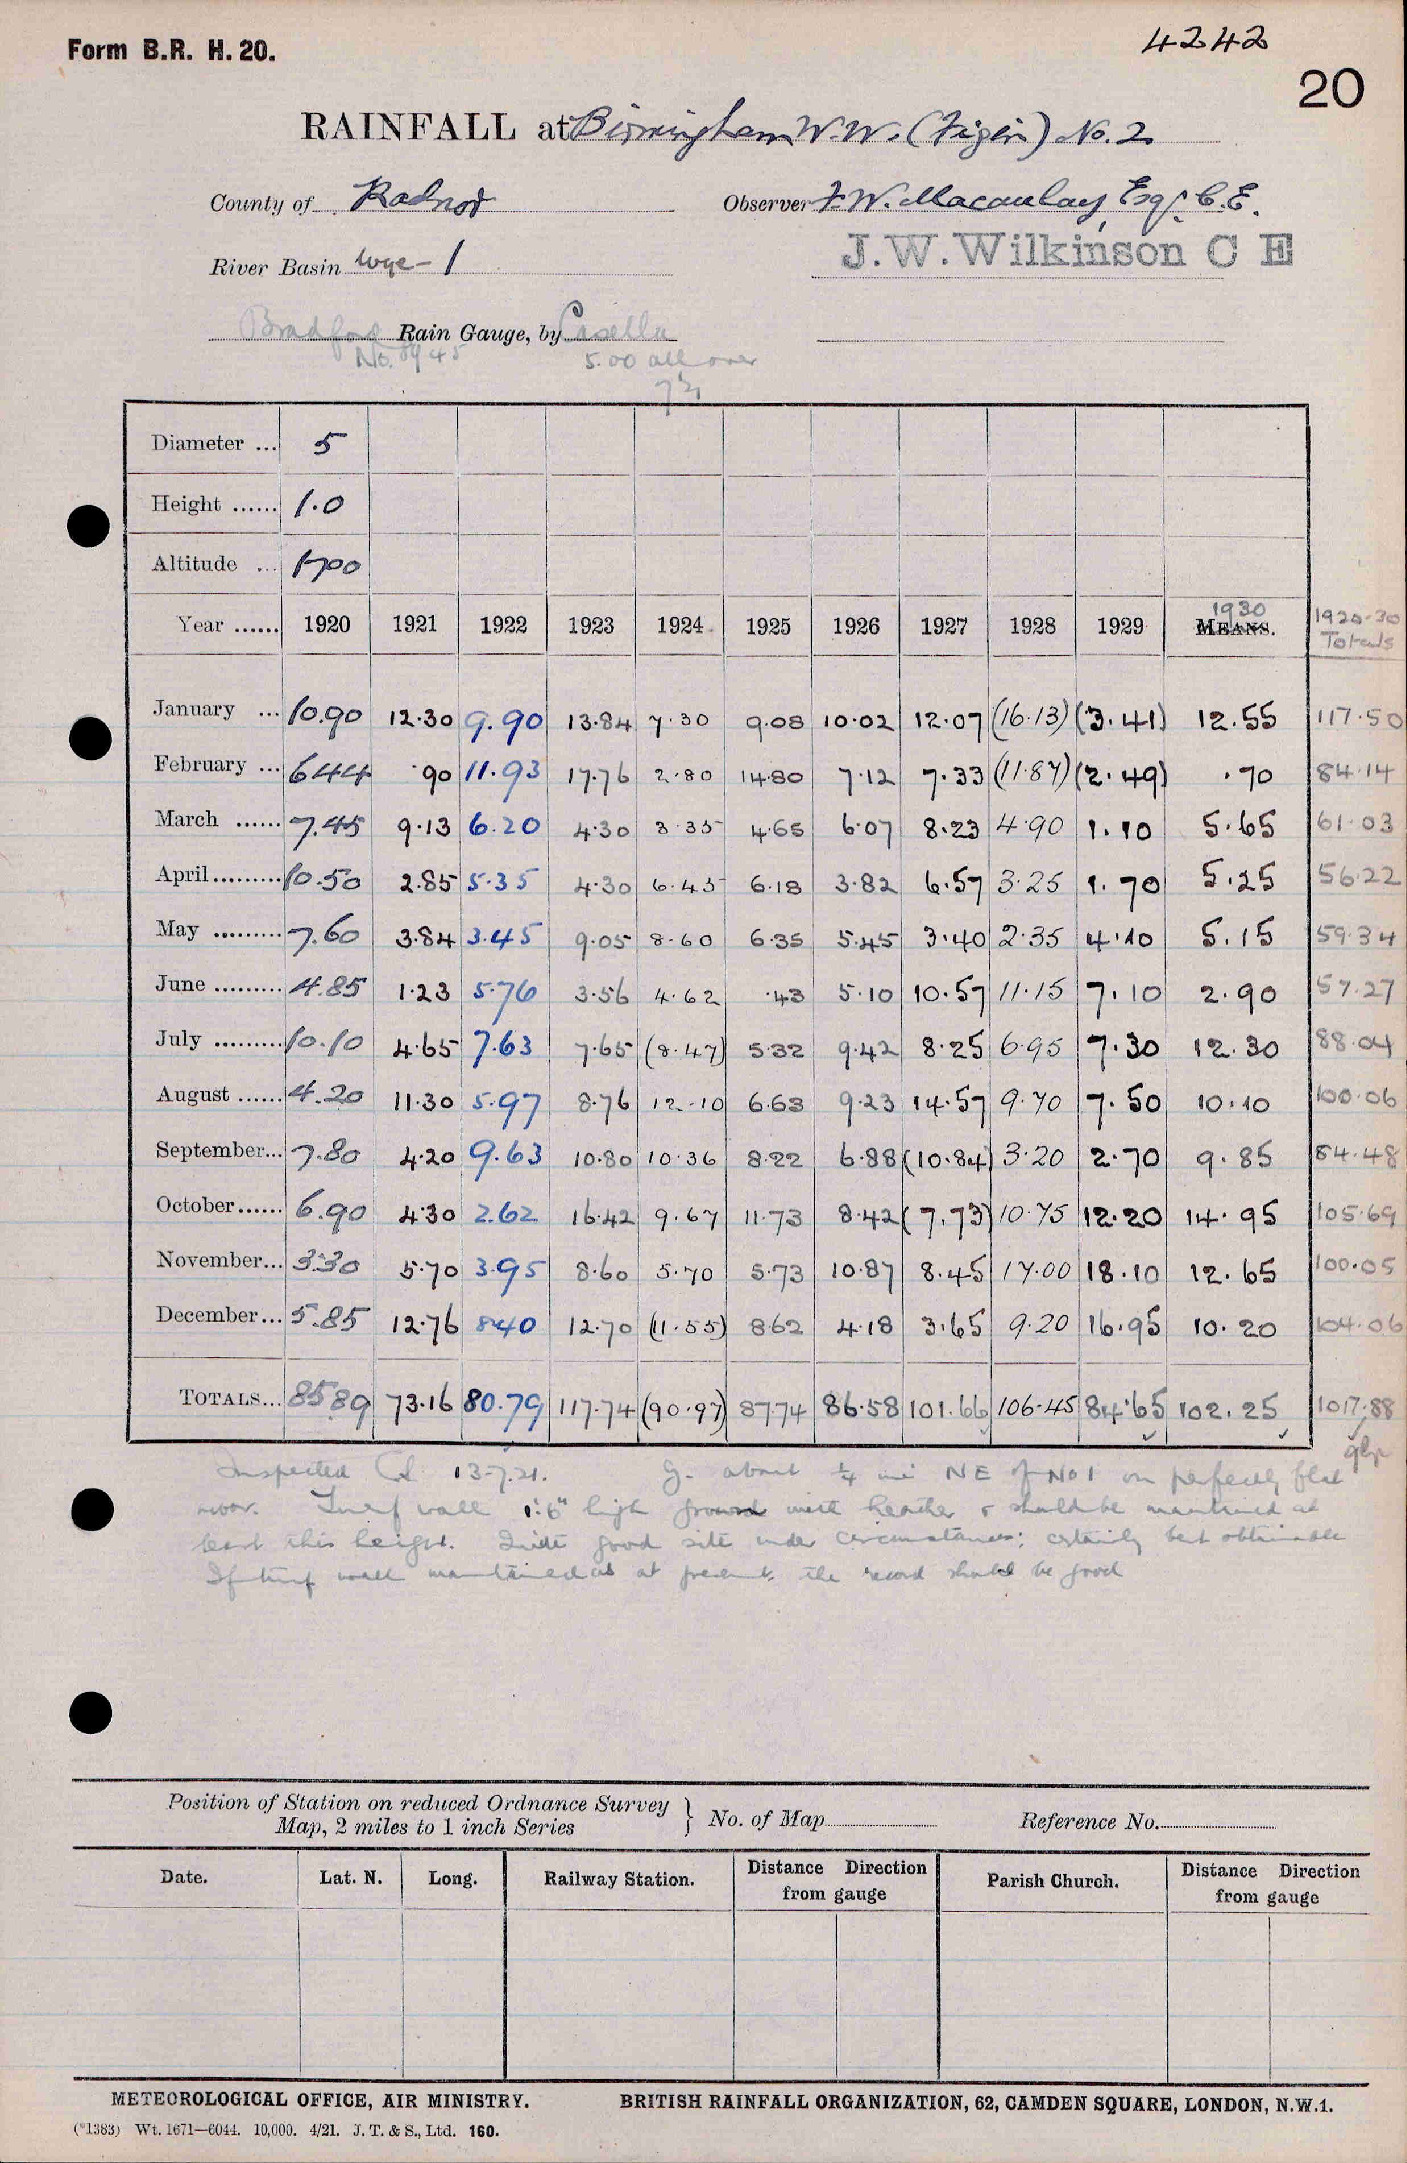 Form B.R. H. 20.
4242
20
RAINFALL at Birmingham W.W. (Figin) No. 2
County of Radnor Observer F.W. Macaulay, Esq., C.E.
River Basin Wye - 1 J.W. Wilkinson C E
Bradford Rain Gauge, by Casella
No. 8945 5.00 all over
Diameter ... 5
Height ...... 1.0
Altitude ... 1700
Year ...... 1920 1921 1922 1923 1924 1925 1926 1927 1928 1929 MEANS. 1930 1920-30 Totals
January ... 10.90 12.30 9.90 13.84 7.30 9.08 10.02 12.07 (16.13) (3.41) 12.55 117.50
February ... 6.44 .90 11.93 17.76 2.80 14.80 7.12 7.33 (11.87) (2.49) .70 84.14
March ...... 7.45 9.13 6.20 4.30 3.35 4.65 6.07 8.23 4.90 1.10 5.65 61.03
April ......... 10.50 2.85 5.35 4.30 6.45 6.18 3.82 6.57 3.25 1.70 5.25 56.22
May ......... 7.60 3.84 3.45 9.05 8.60 6.35 5.45 3.40 2.35 4.10 5.15 59.34
June ......... 4.85 1.23 5.76 3.56 4.62 .43 5.10 10.57 11.15 7.10 2.90 57.27
July ......... 10.10 4.65 7.63 7.65 (8.47) 5.32 9.42 8.25 6.95 7.30 12.30 88.04
August ...... 4.20 11.30 5.97 8.76 12.10 6.63 9.23 14.57 9.70 7.50 10.10 100.06
September... 7.80 4.20 9.63 10.80 10.36 8.22 6.88 (10.84) 3.20 2.70 9.85 84.48
October...... 6.90 4.30 2.62 16.42 9.67 11.73 8.42 (7.73) 10.75 12.20 14.95 105.69
November... 3.30 5.70 3.95 8.60 5.70 5.73 10.87 8.45 17.00 18.10 12.65 100.05
December... 5.85 12.76 8.40 12.70 (11.55) 8.62 4.18 3.65 9.20 16.95 10.20 104.06
TOTALS... 85.89 73.16 80.79 117.74 (90.97) 87.74 86.58 101.66 106.45 84.65 102.25 1017.88
Inspected 13.7.21. G. about ¼ mi NE of No 1 on perfectly flat
moor. Turf wall 1'.6" high ground with heather & should be maintained at
least this height. Quite good site under circumstances; certainly best obtainable
If turf wall maintained as at present, the record should be good
Position of Station on reduced Ordnance Survey
Map, 2 miles to 1 inch Series } No. of Map Reference No.
Date. Lat. N. Long. Railway Station. Distance Direction from gauge Parish Church. Distance Direction from gauge
METEOROLOGICAL OFFICE, AIR MINISTRY. BRITISH RAINFALL ORGANIZATION, 62, CAMDEN SQUARE, LONDON, N.W.1.
(*1383) Wt. 1671—6044. 10,000. 4/21. J. T. & S., Ltd. 160.